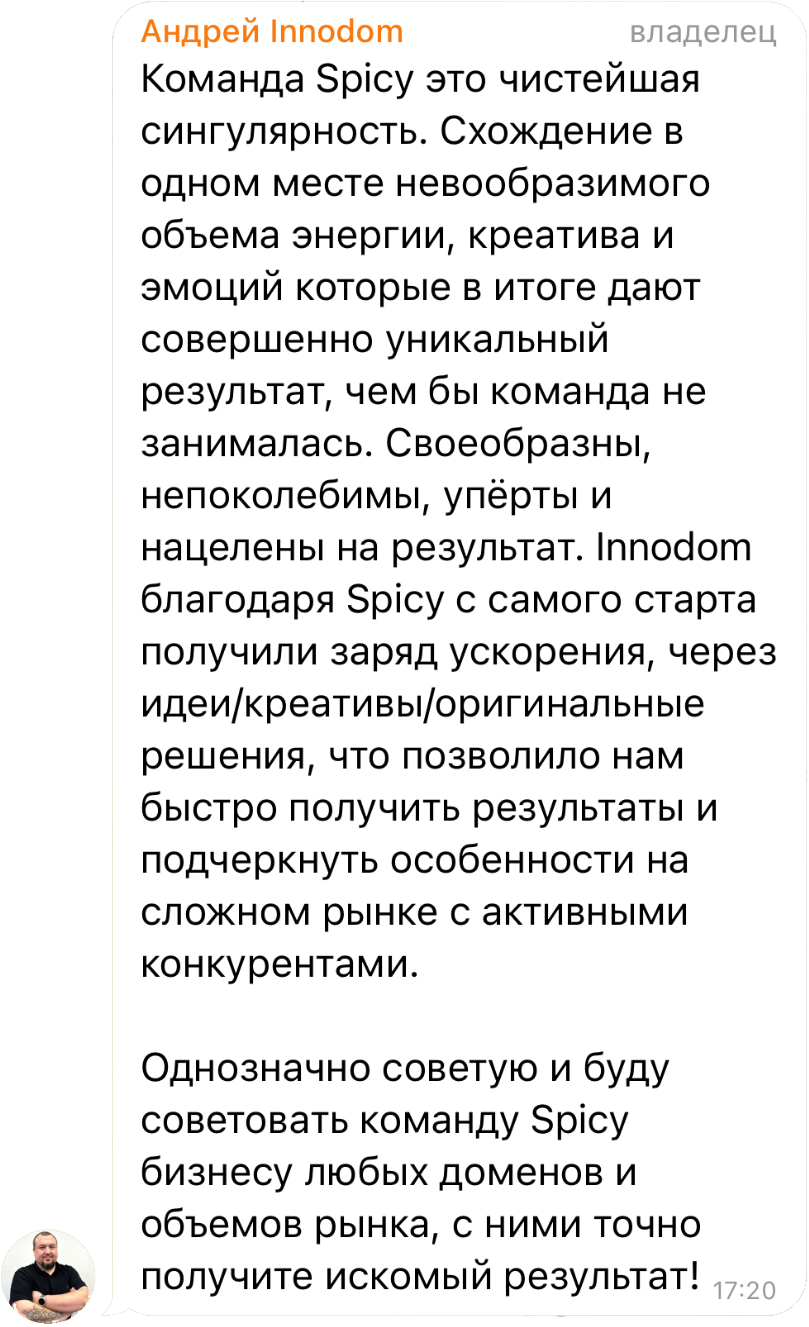 Андрей Innodom владелец
Команда Spicy это чистейшая
сингулярность. Схождение в
одном месте невообразимого
объема энергии, креатива и
эмоций которые в итоге дают
совершенно уникальный
результат, чем бы команда не
занималась. Своеобразны,
непоколебимы, упёрты и
нацелены на результат. Innodom
благодаря Spicy с самого старта
получили заряд ускорения, через
идеи/креативы/оригинальные
решения, что позволило нам
быстро получить результаты и
подчеркнуть особенности на
сложном рынке с активными
конкурентами.

Однозначно советую и буду
советовать команду Spicy
бизнесу любых доменов и
объемов рынка, с ними точно
получите искомый результат! 17:20